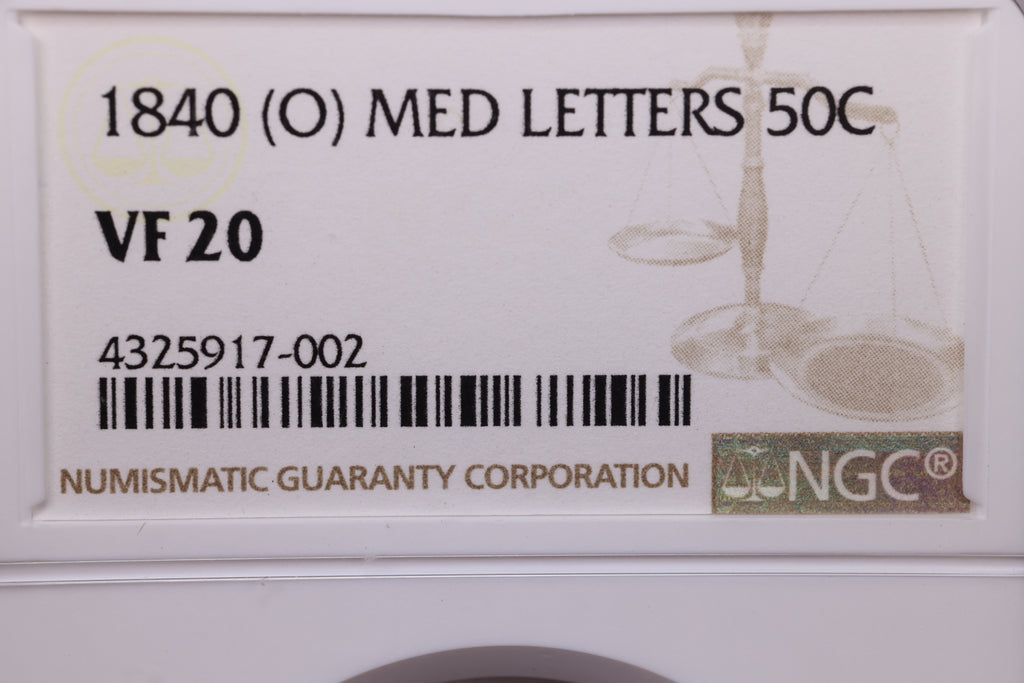 1840 (O) MED LETTERS 50C
VF 20
4325917-002
NUMISMATIC GUARANTY CORPORATION
NGC®